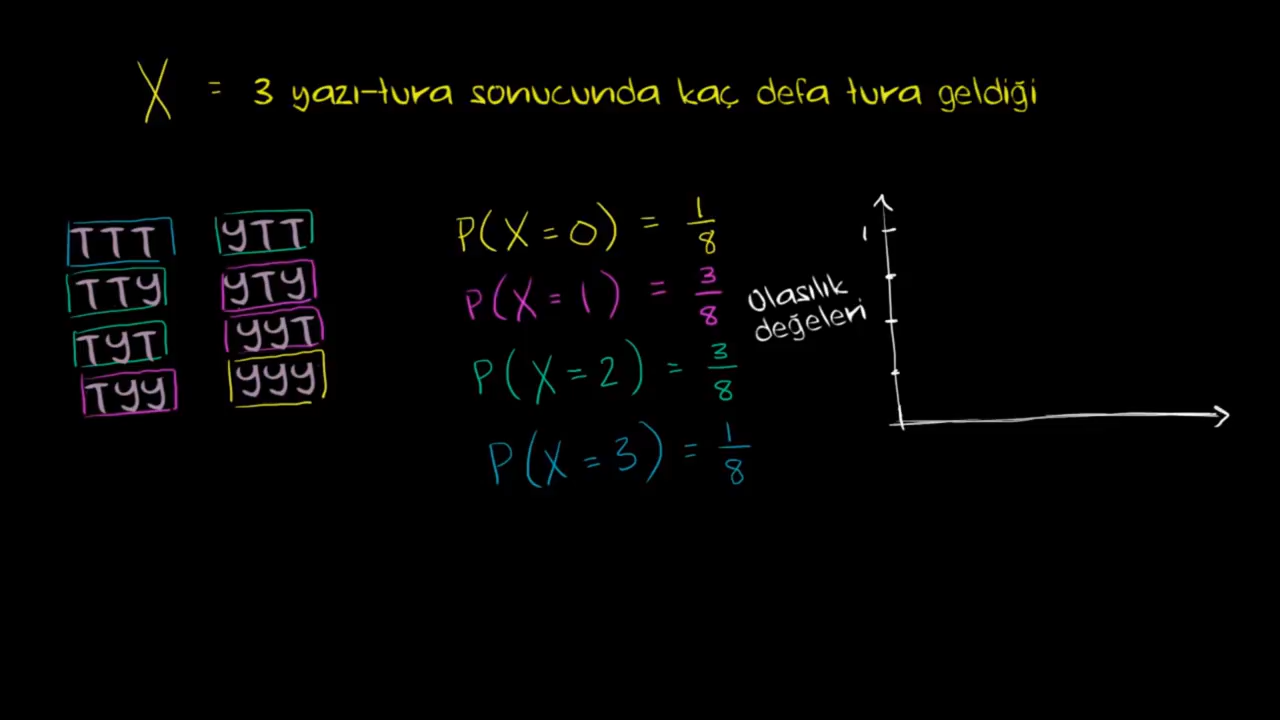 X = 3 yazı-tura sonucunda kaç defa tura geldiği
TTT YTT
TTY YTY
TYT YYT
TYY YYY
P(X=0) = 1/8
P(X=1) = 3/8
P(X=2) = 3/8
P(X=3) = 1/8
Olasılık
değeleri
1